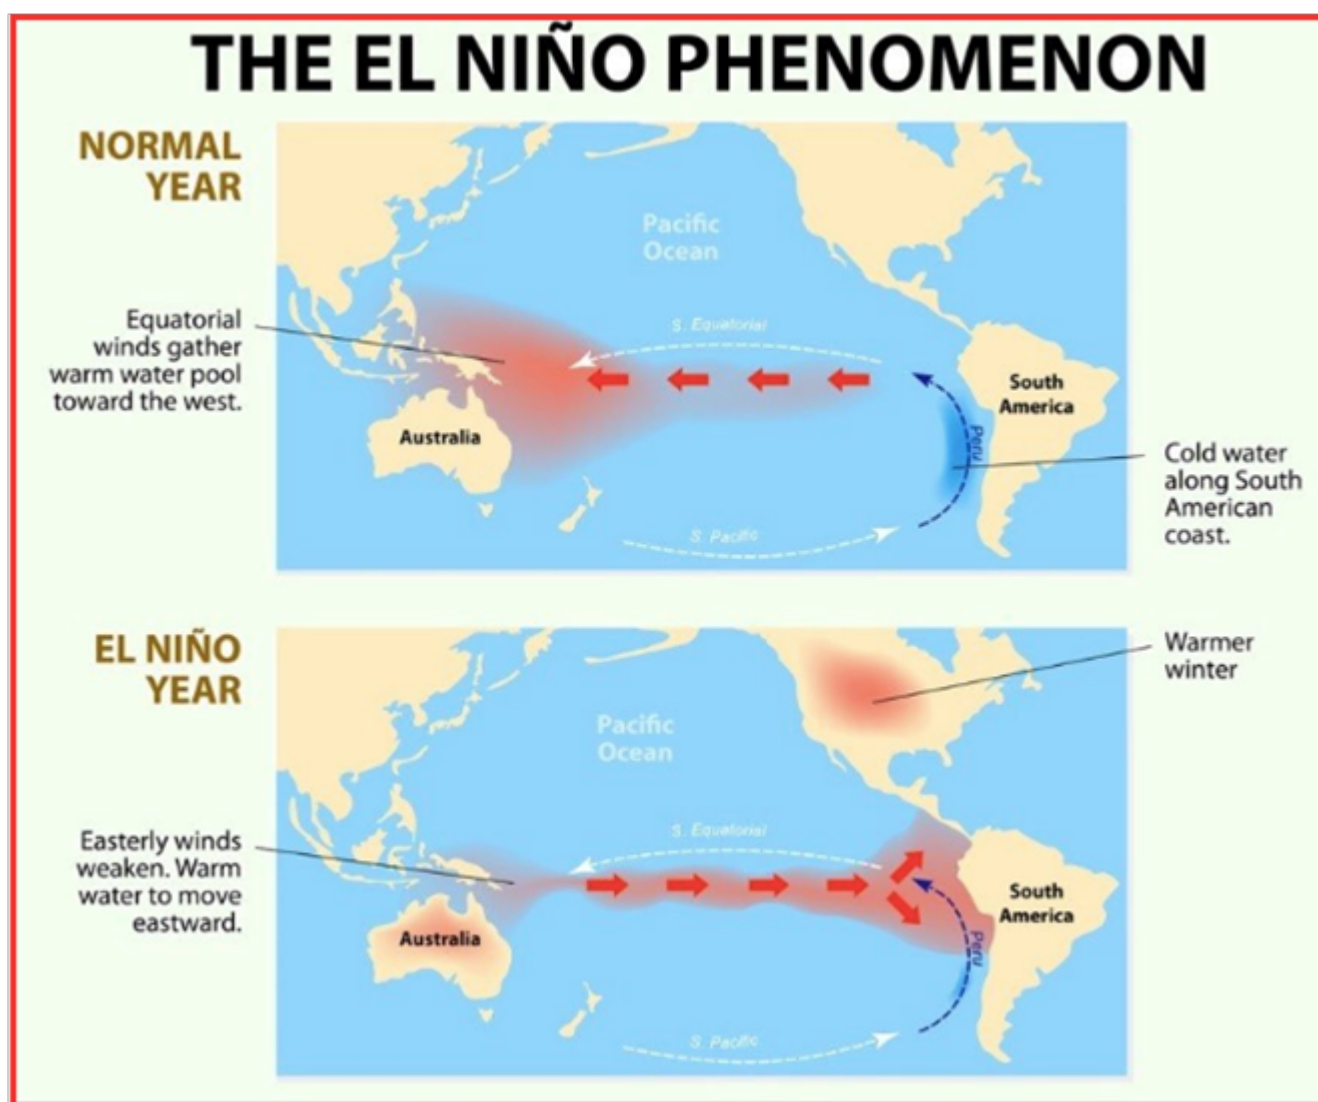 THE EL NIÑO PHENOMENON
NORMAL
YEAR
Pacific
Ocean
Equatorial
winds gather
warm water pool
toward the west.
S. Equatorial
South
America
Australia
Peru
Cold water
along South
American
coast.
S. Pacific
EL NIÑO
YEAR
Warmer
winter
Pacific
Ocean
Easterly winds
weaken. Warm
water to move
eastward.
S. Equatorial
South
America
Australia
Peru
S. Pacific